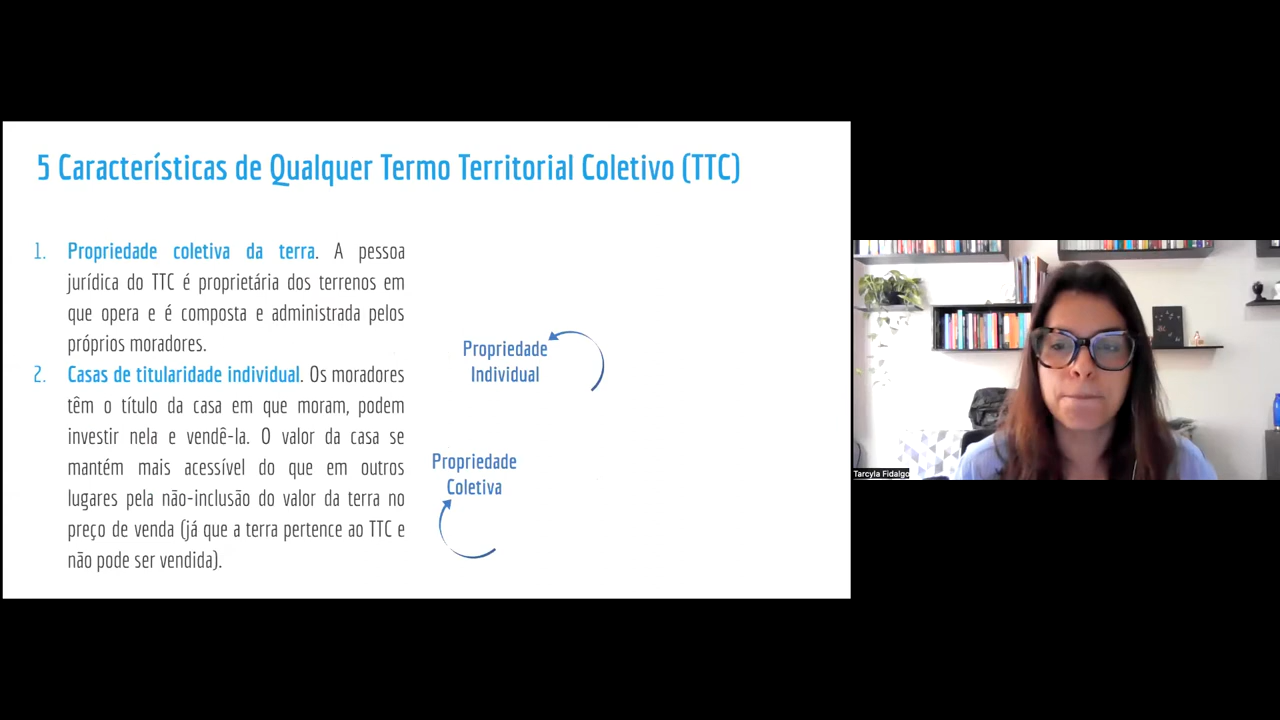 5 Características de Qualquer Termo Territorial Coletivo (TTC)
1. Propriedade coletiva da terra. A pessoa
jurídica do TTC é proprietária dos terrenos em
que opera e é composta e administrada pelos
próprios moradores.
2. Casas de titularidade individual. Os moradores
têm o título da casa em que moram, podem
investir nela e vendê-la. O valor da casa se
mantém mais acessível do que em outros
lugares pela não-inclusão do valor da terra no
preço de venda (já que a terra pertence ao TTC e
não pode ser vendida).
Propriedade
Individual
Propriedade
Coletiva
Tarcyla Fidalgo